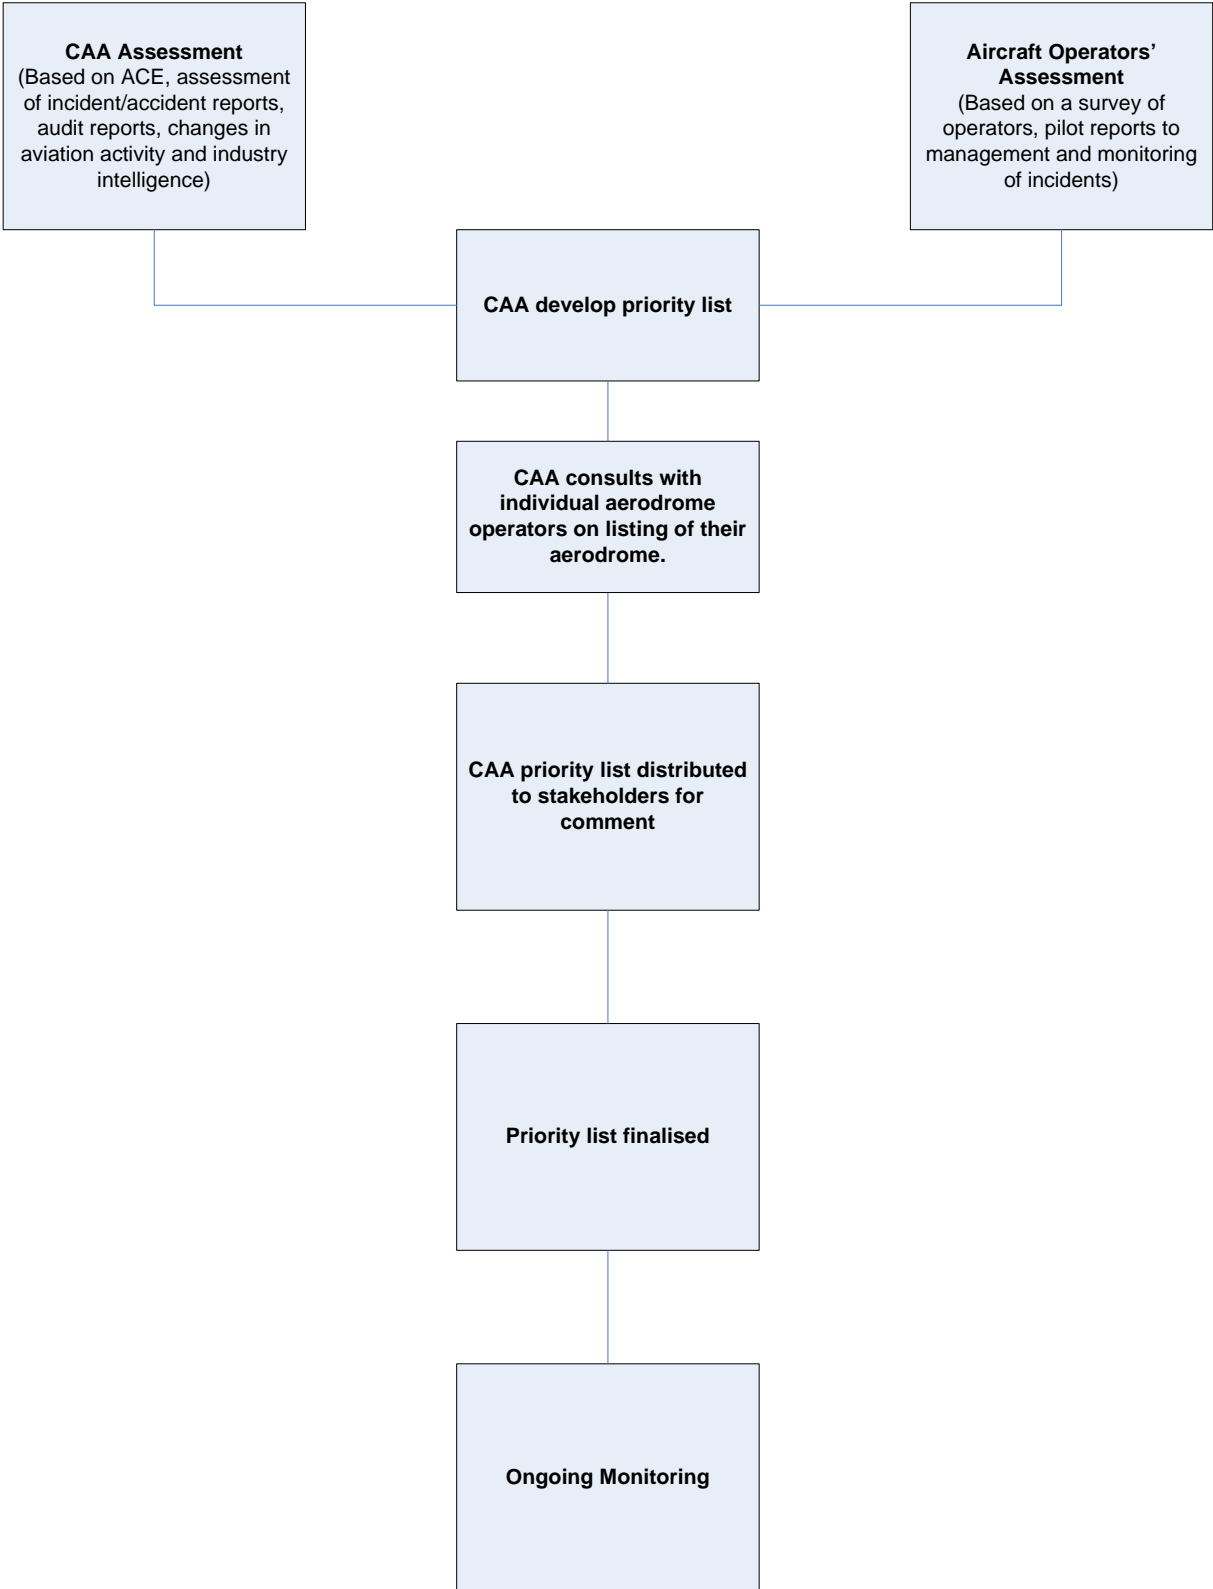 CAA Assessment
(Based on ACE, assessment
of incident/accident reports,
audit reports, changes in
aviation activity and industry
intelligence)
Aircraft Operators’
Assessment
(Based on a survey of
operators, pilot reports to
management and monitoring
of incidents)
CAA develop priority list
CAA consults with
individual aerodrome
operators on listing of their
aerodrome.
CAA priority list distributed
to stakeholders for
comment
Priority list finalised
Ongoing Monitoring